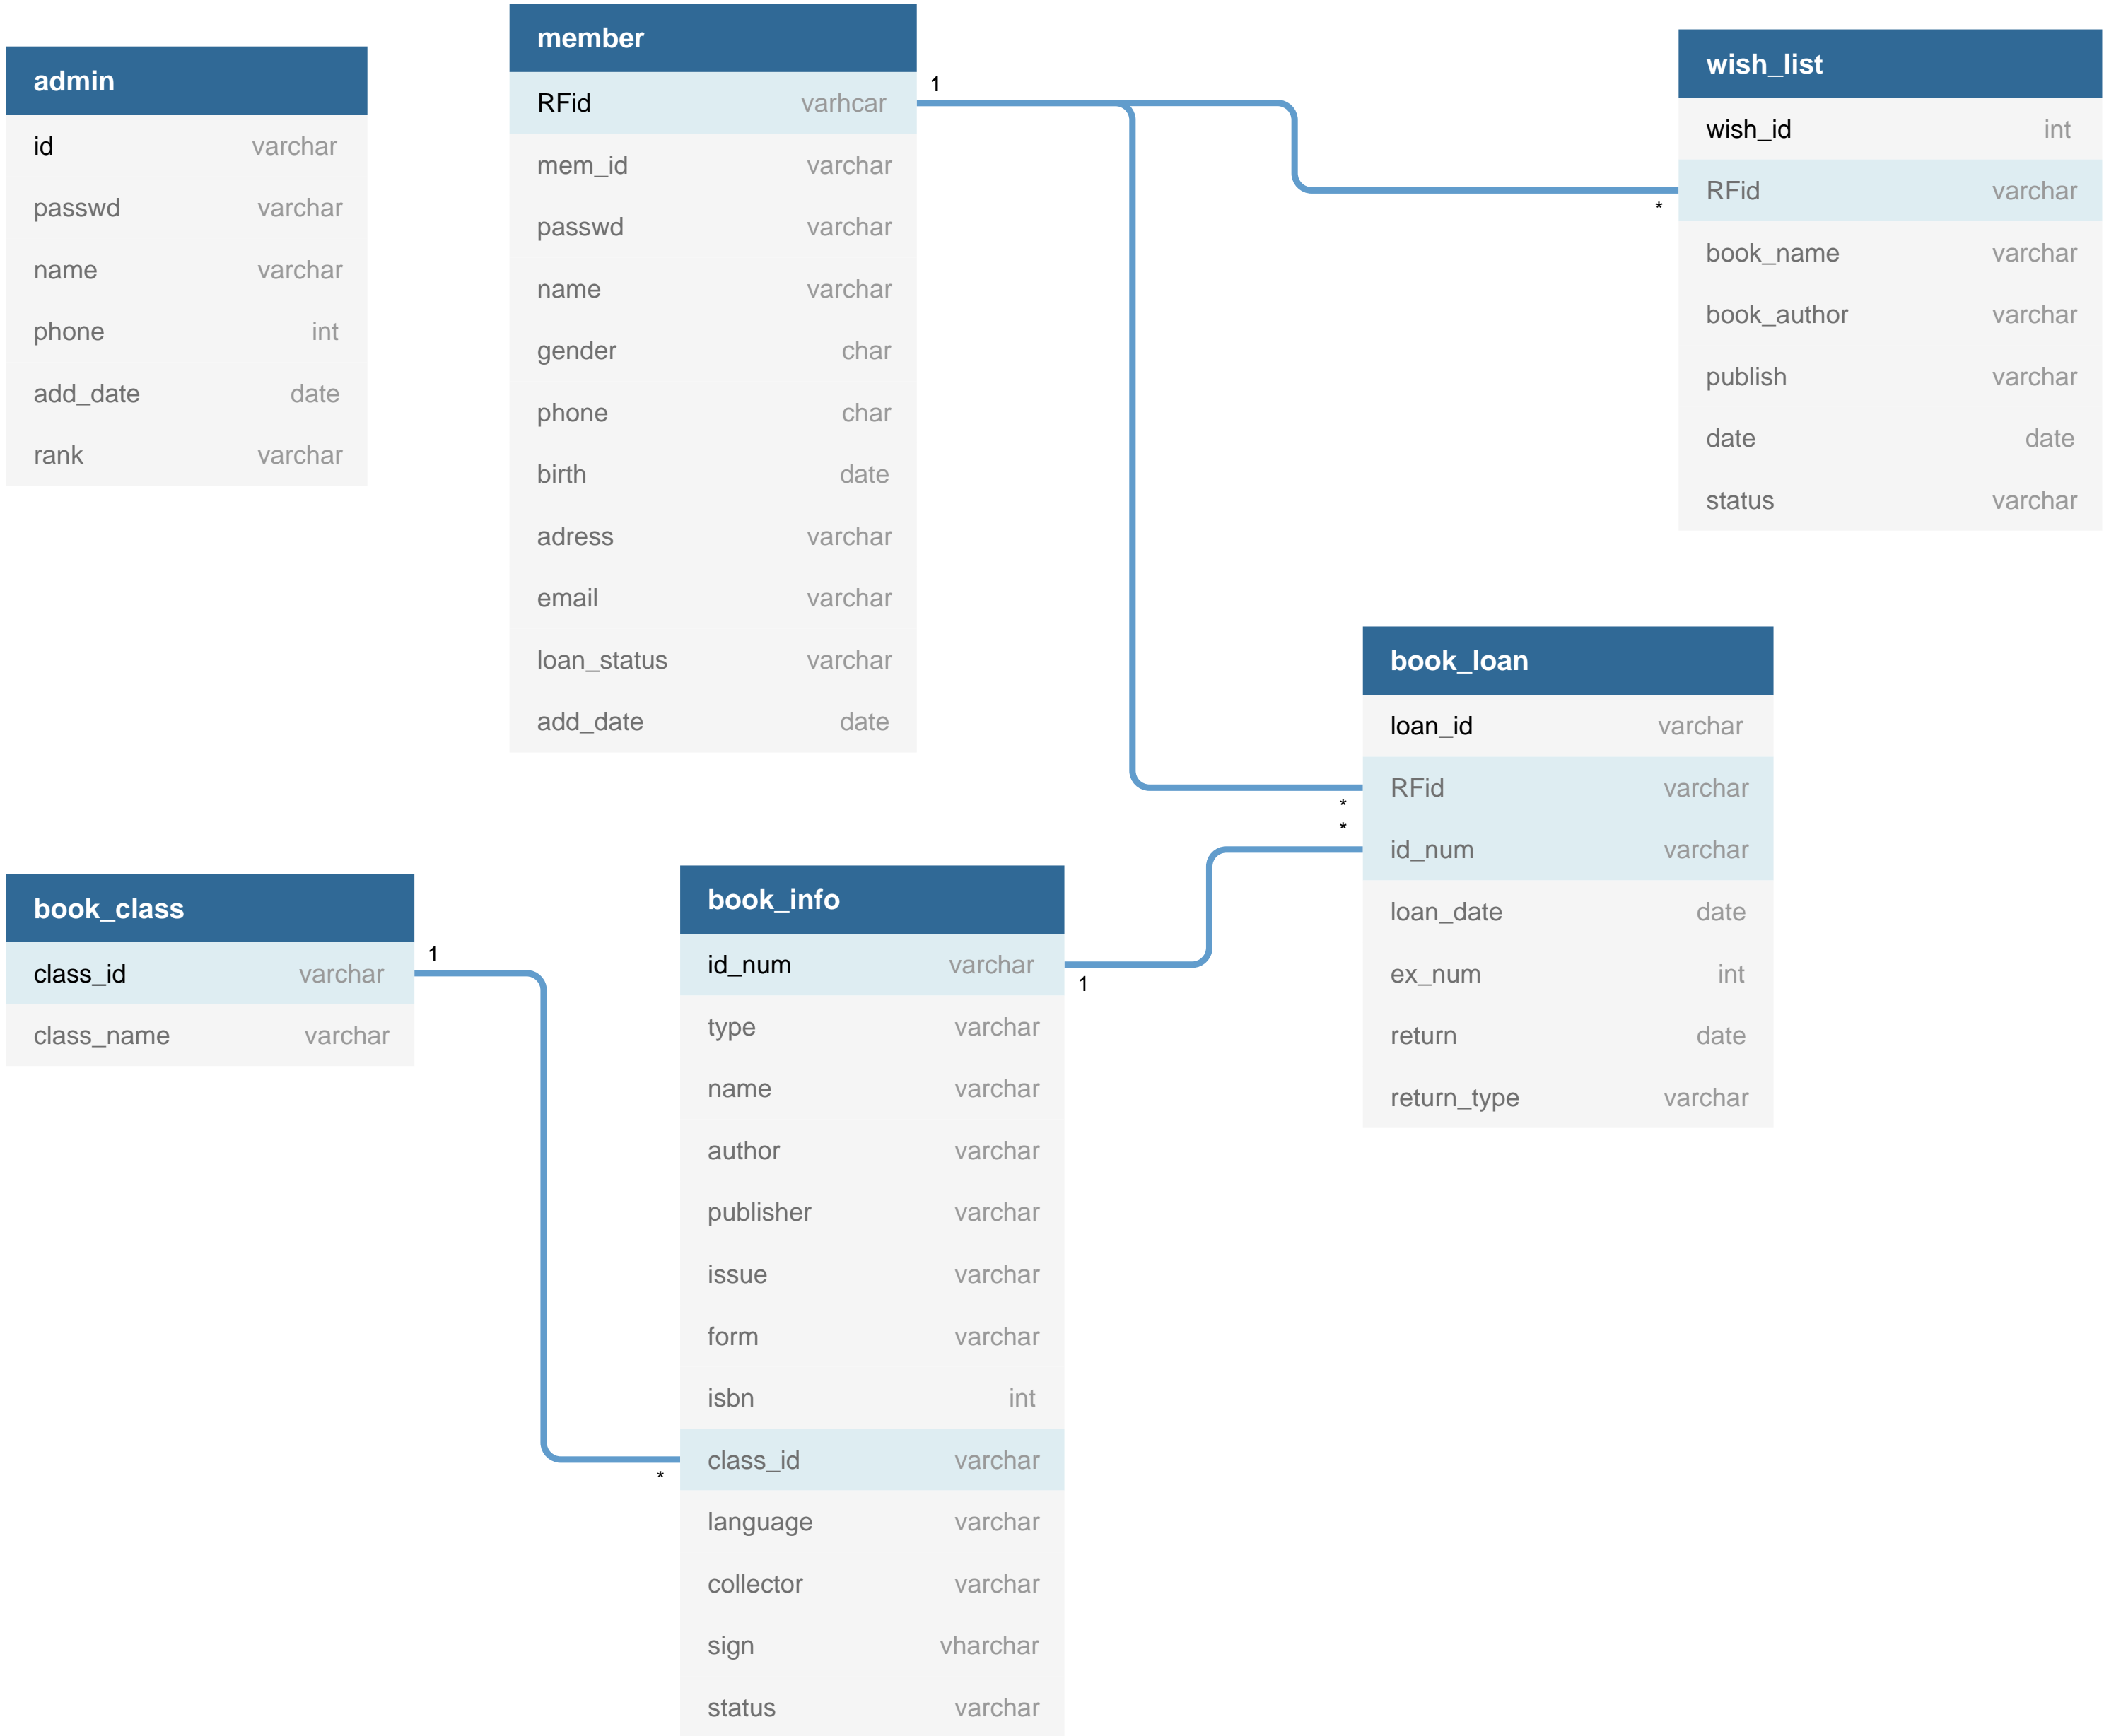 admin
id varchar
passwd varchar
name varchar
phone int
add_date date
rank varchar
member
RFid varhcar
mem_id varchar
passwd varchar
name varchar
gender char
phone char
birth date
adress varchar
email varchar
loan_status varchar
add_date date
1
*
wish_list
wish_id int
RFid varchar
book_name varchar
book_author varchar
publish varchar
date date
status varchar
*
*
book_loan
loan_id varchar
RFid varchar
id_num varchar
loan_date date
ex_num int
return date
return_type varchar
book_class
class_id varchar
class_name varchar
1
*
book_info
id_num varchar
type varchar
name varchar
author varchar
publisher varchar
issue varchar
form varchar
isbn int
class_id varchar
language varchar
collector varchar
sign vharchar
status varchar
1